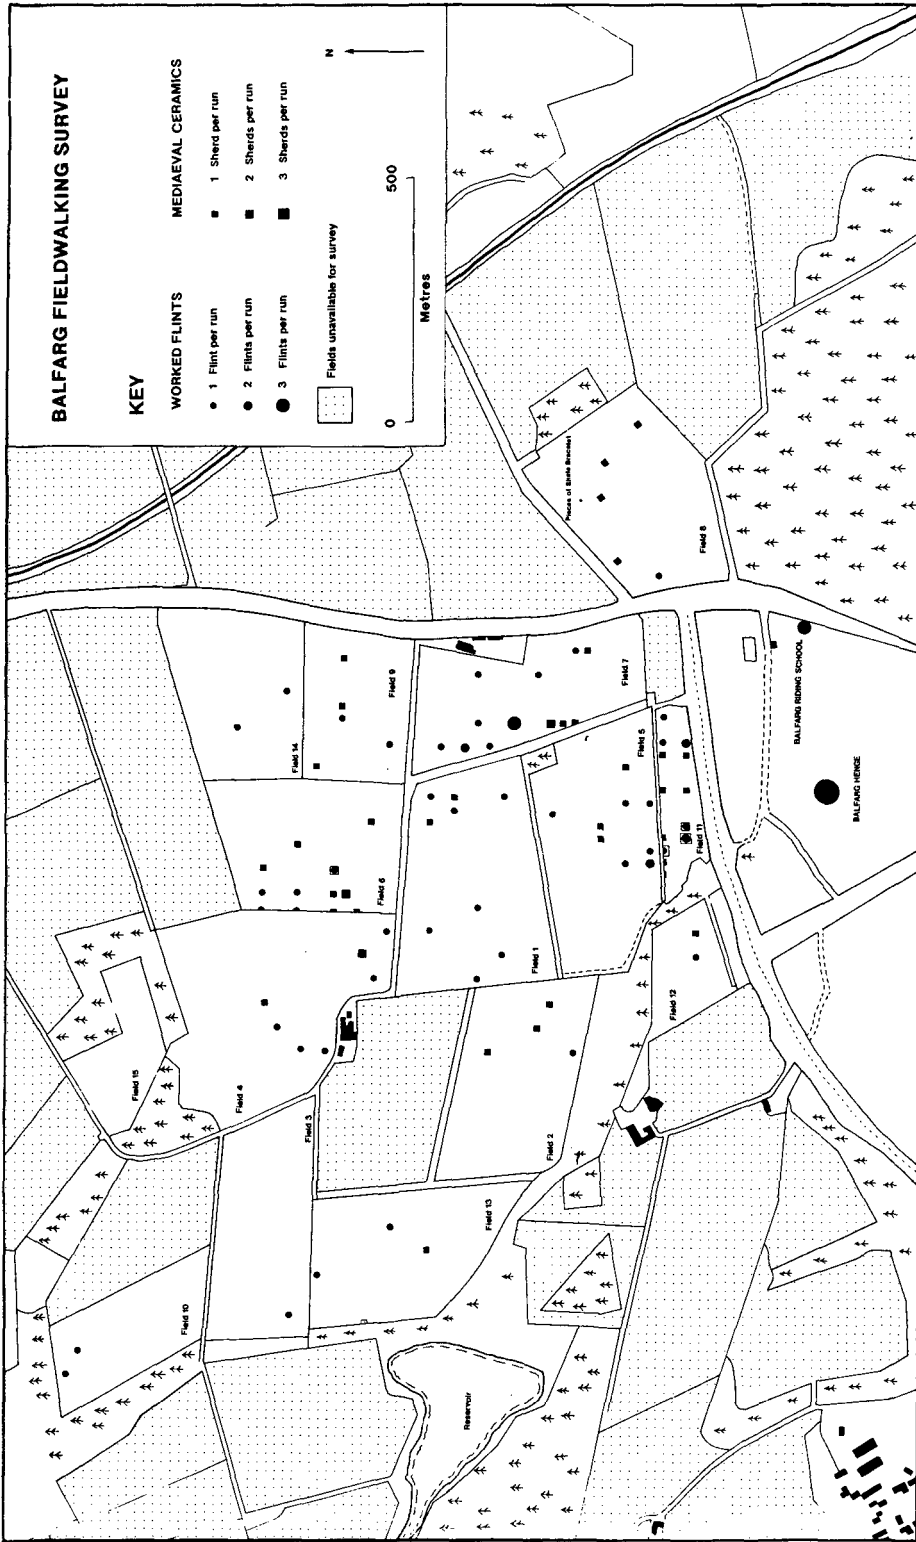 BALFARG FIELDWALKING SURVEY
KEY
WORKED FLINTS
1 Flint per run
2 Flints per run
3 Flints per run
MEDIAEVAL CERAMICS
1 Sherd per run
2 Sherds per run
3 Sherds per run
Fields unavailable for survey
N
0 500
Metres
Field 15
Field 4
Field 14
Field 9
Field 6
Field 10
Field 3
Field 13
Field 2
Field 1
Field 7
Field 5
Field 11
Field 12
Pieces of Shale Bracelet
Field 8
Reservoir
BALFARG RIDING SCHOOL
BALFARG HENGE